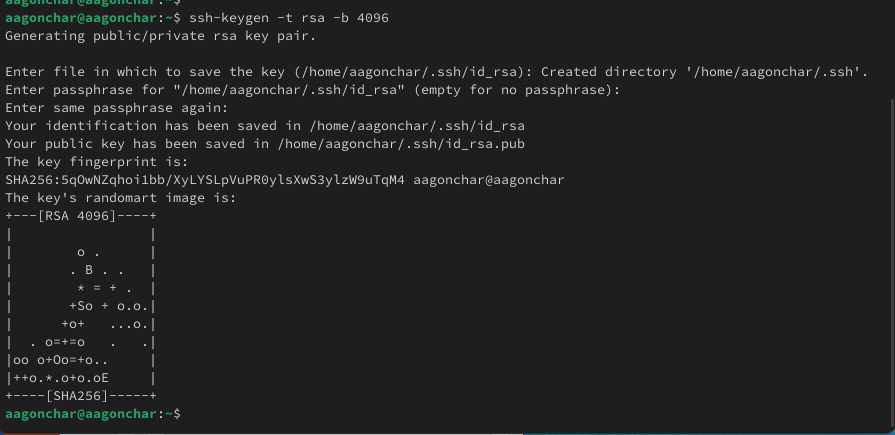 aagonchar@aagonchar:~$
aagonchar@aagonchar:~$ ssh-keygen -t rsa -b 4096
Generating public/private rsa key pair.

Enter file in which to save the key (/home/aagonchar/.ssh/id_rsa): Created directory '/home/aagonchar/.ssh'.
Enter passphrase for "/home/aagonchar/.ssh/id_rsa" (empty for no passphrase):
Enter same passphrase again:
Your identification has been saved in /home/aagonchar/.ssh/id_rsa
Your public key has been saved in /home/aagonchar/.ssh/id_rsa.pub
The key fingerprint is:
SHA256:5qOwNZqhoi1bb/XyLYSLpVuPR0ylsXwS3ylzW9uTqM4 aagonchar@aagonchar
The key's randomart image is:
+---[RSA 4096]----+
|                 |
|        o .      |
|       . B . .   |
|        * = + .  |
|       +So + o.o.|
|      +o+   ...o.|
|  . o=+=o   .   .|
|oo o+Oo=+o..     |
|++o.*.o+o.oE     |
+----[SHA256]-----+
aagonchar@aagonchar:~$